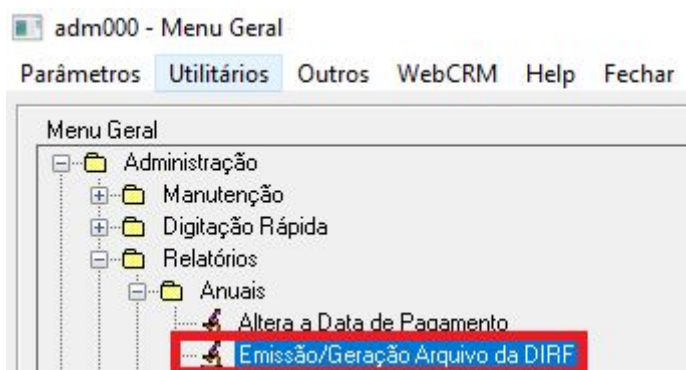 adm000 - Menu Geral
Parâmetros Utilitários Outros WebCRM Help Fechar
Menu Geral
Administração
Manutenção
Digitação Rápida
Relatórios
Anuais
Altera a Data de Pagamento
Emissão/Geração Arquivo da DIRF